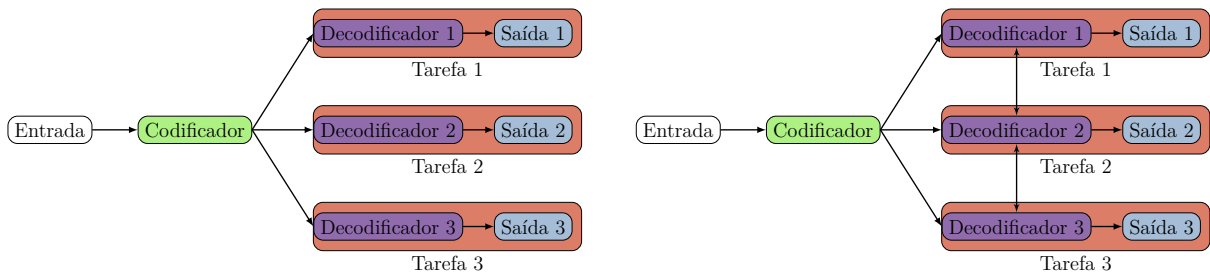 Decodificador 1
Saída 1
Tarefa 1
Entrada
Codificador
Decodificador 2
Saída 2
Tarefa 2
Decodificador 3
Saída 3
Tarefa 3
Decodificador 1
Saída 1
Tarefa 1
Entrada
Codificador
Decodificador 2
Saída 2
Tarefa 2
Decodificador 3
Saída 3
Tarefa 3